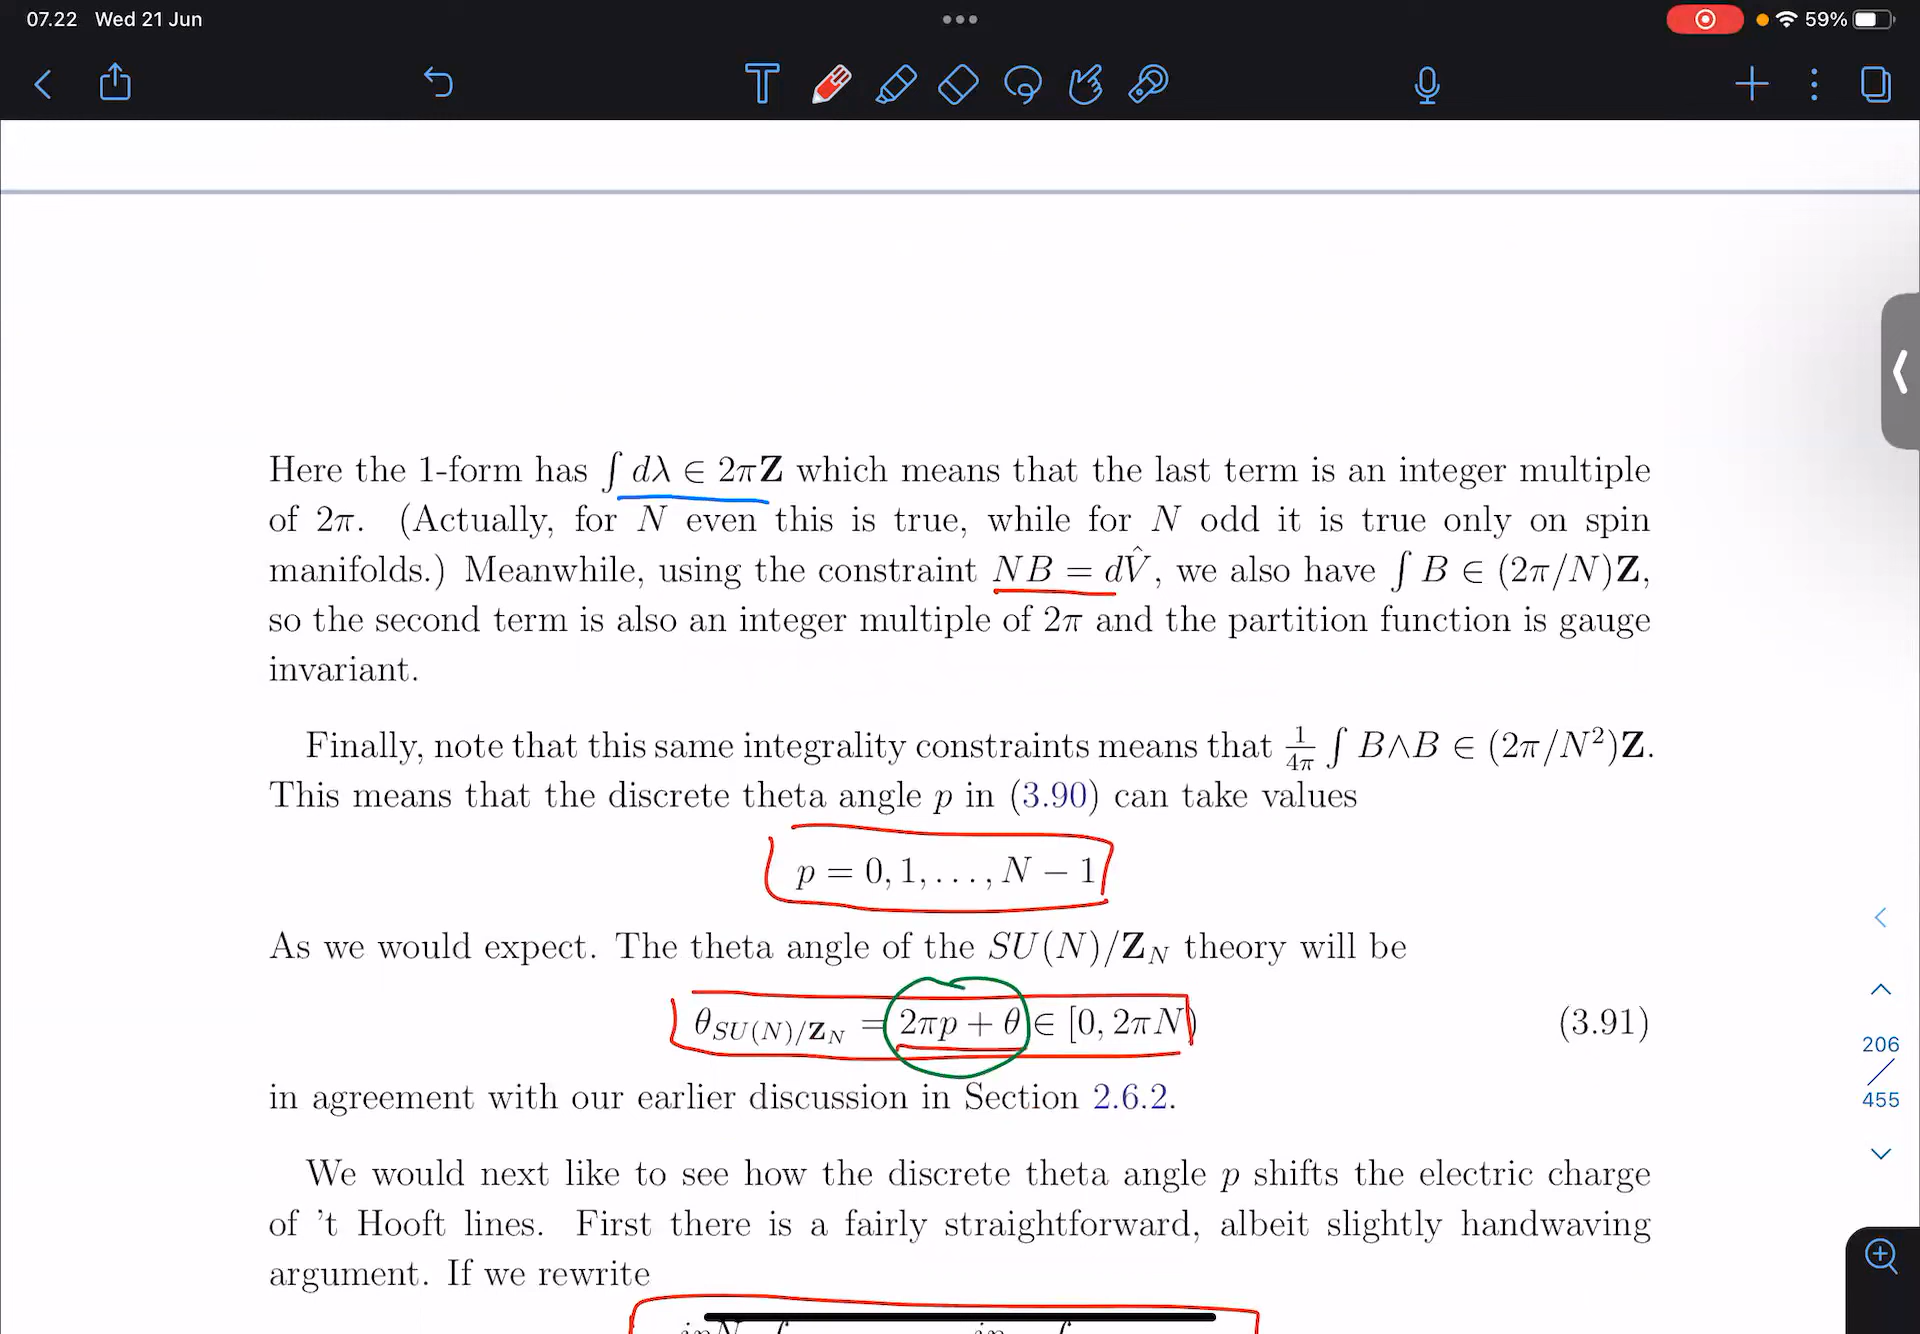 07.22 Wed 21 Jun
59%
Here the 1-form has ∫ dλ ∈ 2πZ which means that the last term is an integer multiple
of 2π. (Actually, for N even this is true, while for N odd it is true only on spin
manifolds.) Meanwhile, using the constraint NB = dV̂, we also have ∫ B ∈ (2π/N)Z,
so the second term is also an integer multiple of 2π and the partition function is gauge
invariant.
Finally, note that this same integrality constraints means that 1/4π ∫ B∧B ∈ (2π/N²)Z.
This means that the discrete theta angle p in (3.90) can take values
p = 0, 1, . . . , N − 1
As we would expect. The theta angle of the SU(N)/Z_N theory will be
θ_{SU(N)/Z_N} = 2πp + θ ∈ [0, 2πN) (3.91)
in agreement with our earlier discussion in Section 2.6.2.
We would next like to see how the discrete theta angle p shifts the electric charge
of 't Hooft lines. First there is a fairly straightforward, albeit slightly handwaving
argument. If we rewrite
206
/
455